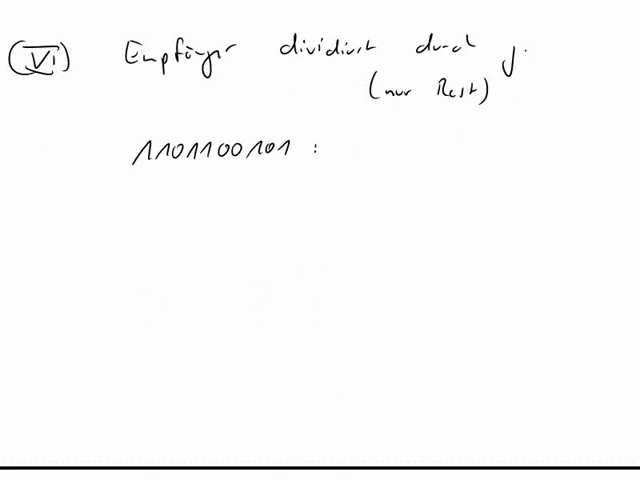 (VI) Empfänger dividiert durch g.
(nur Rest)
1101100101 :